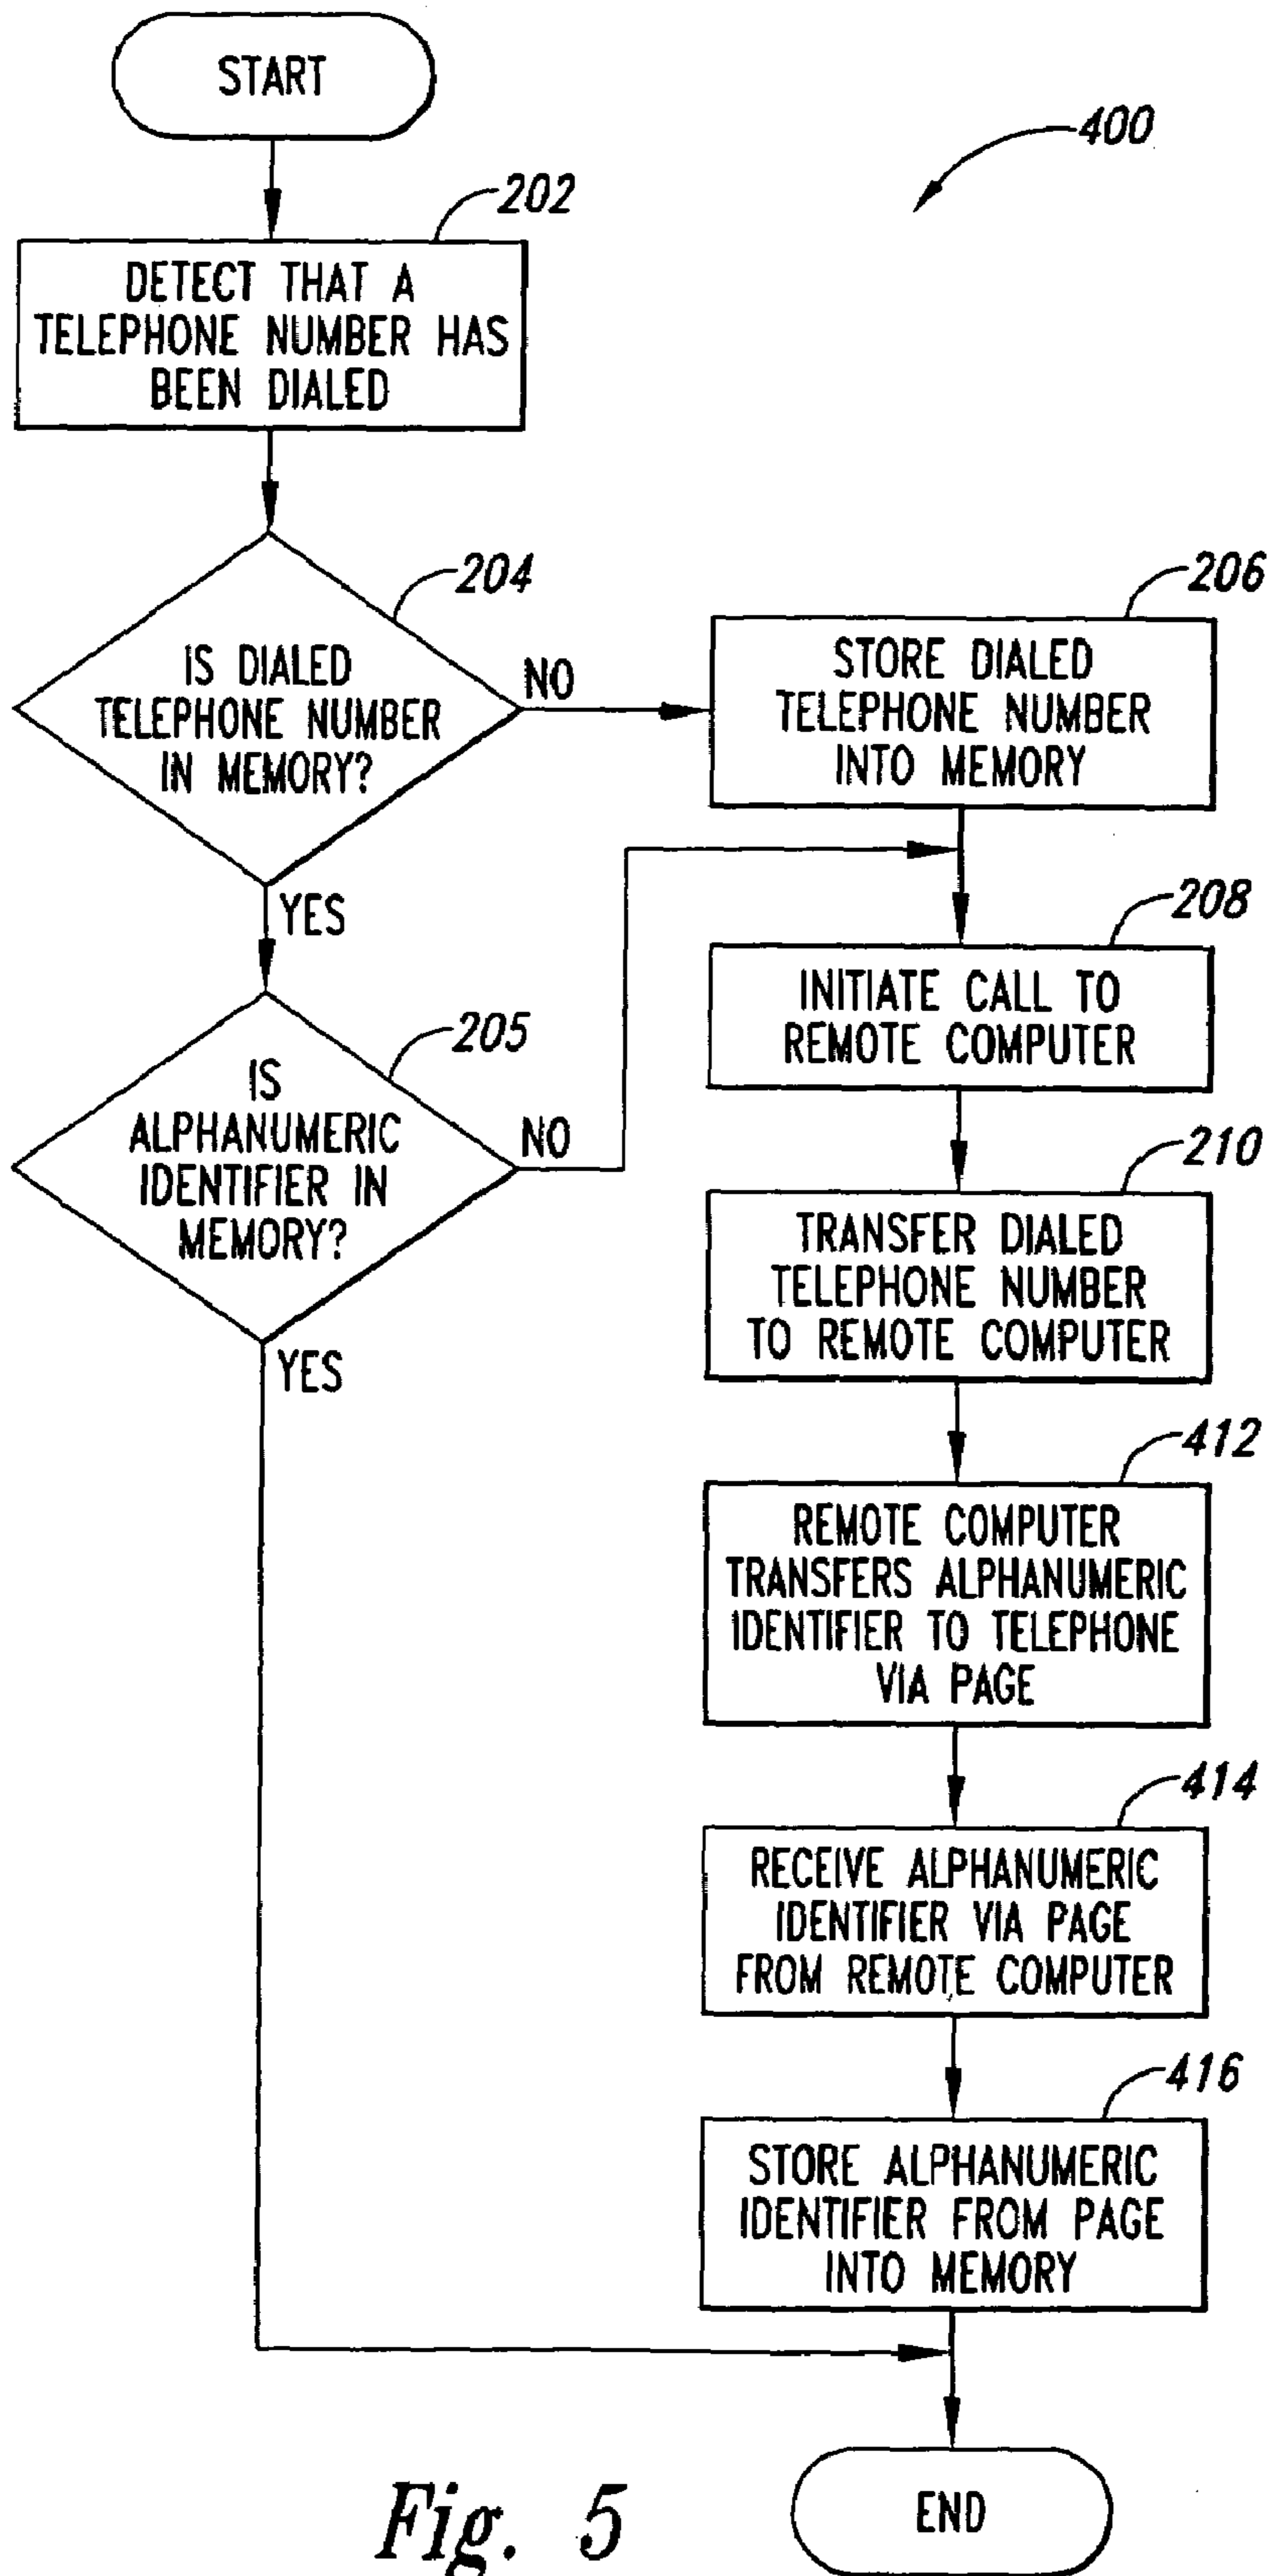 START
400
202
DETECT THAT A
TELEPHONE NUMBER HAS
BEEN DIALED
204
IS DIALED
TELEPHONE NUMBER
IN MEMORY?
NO
YES
206
STORE DIALED
TELEPHONE NUMBER
INTO MEMORY
205
IS
ALPHANUMERIC
IDENTIFIER IN
MEMORY?
NO
YES
208
INITIATE CALL TO
REMOTE COMPUTER
210
TRANSFER DIALED
TELEPHONE NUMBER
TO REMOTE COMPUTER
412
REMOTE COMPUTER
TRANSFERS ALPHANUMERIC
IDENTIFIER TO TELEPHONE
VIA PAGE
414
RECEIVE ALPHANUMERIC
IDENTIFIER VIA PAGE
FROM REMOTE COMPUTER
416
STORE ALPHANUMERIC
IDENTIFIER FROM PAGE
INTO MEMORY
END
Fig. 5